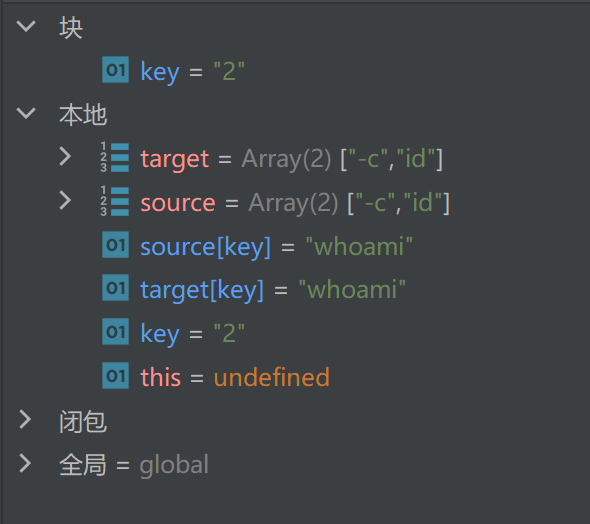 块
01 key = "2"
本地
123 target = Array(2) ["-c","id"]
123 source = Array(2) ["-c","id"]
01 source[key] = "whoami"
01 target[key] = "whoami"
01 key = "2"
01 this = undefined
闭包
全局 = global